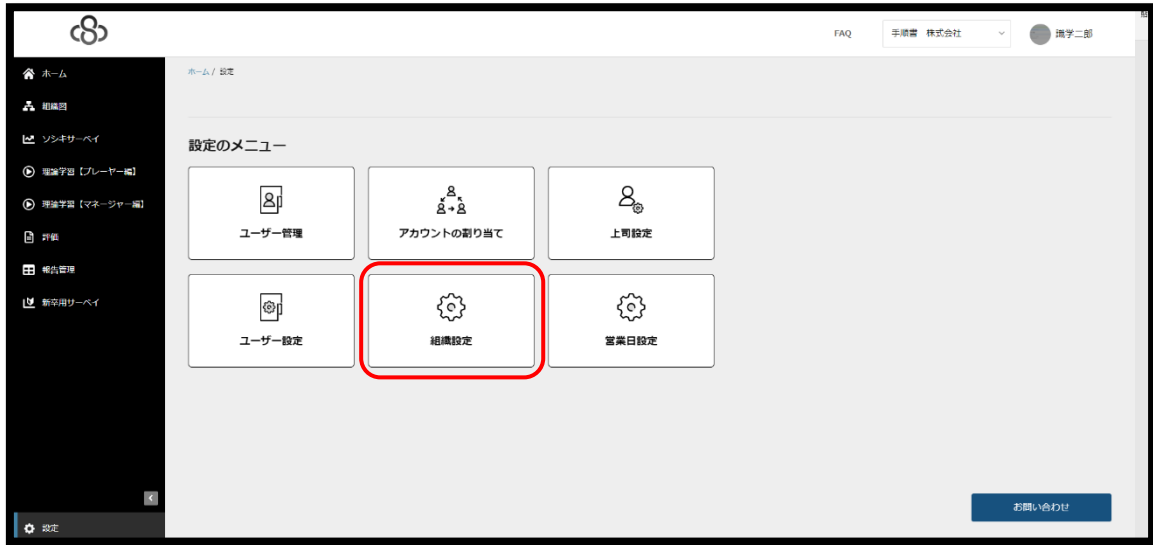 FAQ
手順書 株式会社
識学二郎
ホーム
組織図
ソシキサーベイ
理論学習【プレーヤー編】
理論学習【マネージャー編】
評価
報告管理
新卒用サーベイ
設定
ホーム / 設定
設定のメニュー
ユーザー管理
アカウントの割り当て
上司設定
ユーザー設定
組織設定
営業日設定
お問い合わせ